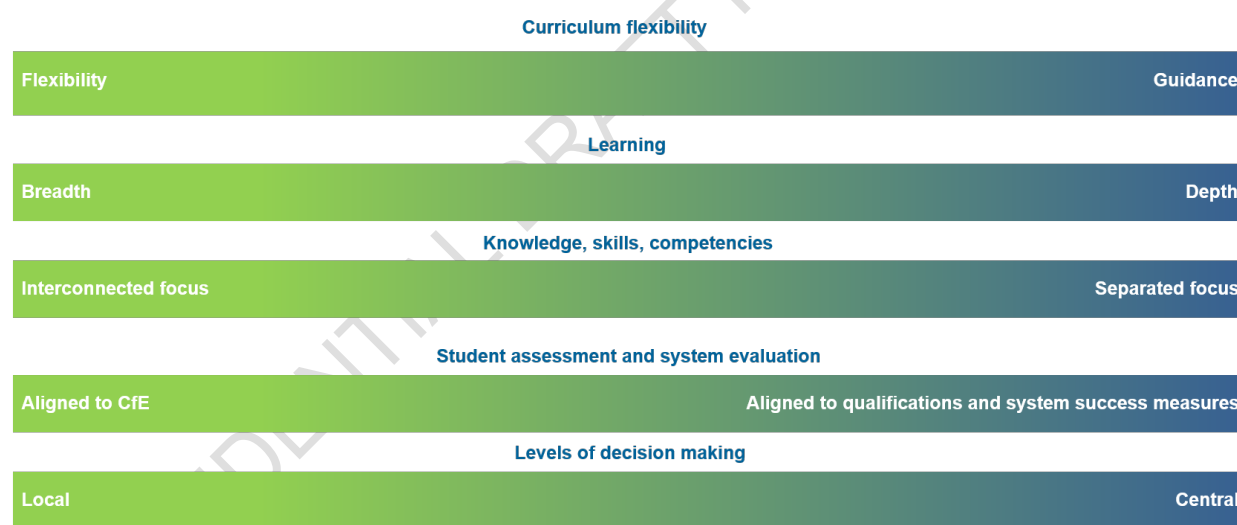 Curriculum flexibility
Flexibility Guidance
Learning
Breadth Depth
Knowledge, skills, competencies
Interconnected focus Separated focus
Student assessment and system evaluation
Aligned to CfE Aligned to qualifications and system success measures
Levels of decision making
Local Central